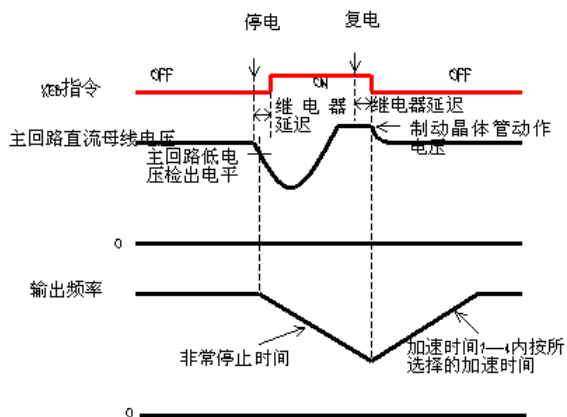 停电
复电
OFF
ON
OFF
KEB指令
继电器
延迟
继电器延迟
主回路直流母线电压
制动晶体管动作
电压
主回路低电
压检出电平
0
输出频率
非常停止时间
加速时间1—4内按所
选择的加速时间
0